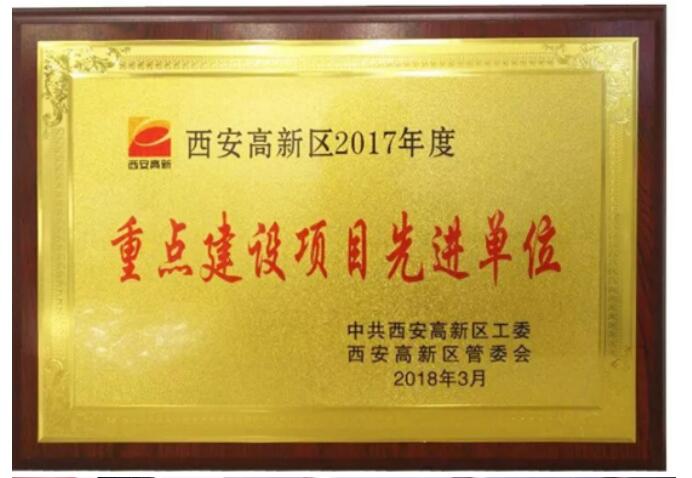 西安高新区2017年度
西安高新
重点建设项目先进单位
中共西安高新区工委
西安高新区管委会
2018年3月